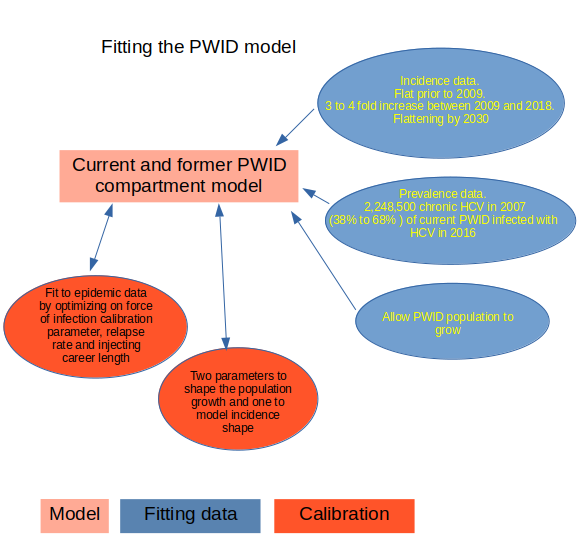 Fitting the PWID model
Incidence data.
Flat prior to 2009.
3 to 4 fold increase between 2009 and 2018.
Flattening by 2030
Current and former PWID
compartment model
Prevalence data.
2,248,500 chronic HCV in 2007
(38% to 68% ) of current PWID infected with
HCV in 2016
Fit to epidemic data
by optimizing on force
of infection calibration
parameter, relapse
rate and injecting
career length
Allow PWID population to
grow
Two parameters to
shape the population
growth and one to
model incidence
shape
Model
Fitting data
Calibration